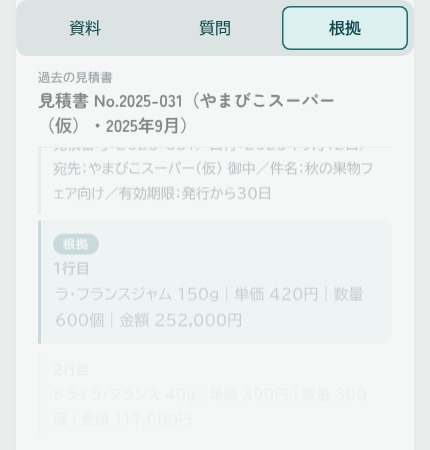 資料 質問 根拠
過去の見積書
見積書 No.2025-031（やまびこスーパー
（仮）・2025年9月）
宛先：やまびこスーパー（仮） 御中／件名：秋の果物フ
ェア向け／有効期限：発行から30日
根拠
1行目
ラ・フランスジャム 150g｜単価 420円｜数量
600個｜金額 252,000円
2行目
ドライラ・フランス 40g｜単価 390円｜数量 300
個｜金額 117,000円